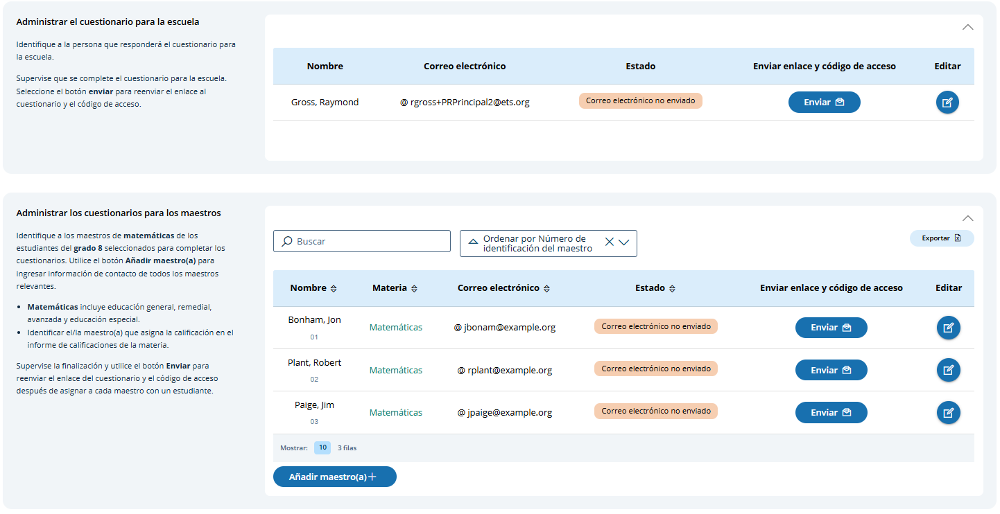 Administrar el cuestionario para la escuela
Identifique a la persona que responderá el cuestionario para
la escuela.
Supervise que se complete el cuestionario para la escuela.
Seleccione el botón enviar para reenviar el enlace al
cuestionario y el código de acceso.
Nombre Correo electrónico Estado Enviar enlace y código de acceso Editar
Gross, Raymond @ rgross+PRPrincipal2@ets.org Correo electrónico no enviado Enviar
Administrar los cuestionarios para los maestros
Identifique a los maestros de matemáticas de los
estudiantes del grado 8 seleccionados para completar los
cuestionarios. Utilice el botón Añadir maestro(a) para
ingresar información de contacto de todos los maestros
relevantes.
• Matemáticas incluye educación general, remedial,
avanzada y educación especial.
• Identificar el/la maestro(a) que asigna la calificación en el
informe de calificaciones de la materia.
Supervise la finalización y utilice el botón Enviar para
reenviar el enlace del cuestionario y el código de acceso
después de asignar a cada maestro con un estudiante.
Buscar
Ordenar por Número de
identificación del maestro
Exportar
Nombre Materia Correo electrónico Estado Enviar enlace y código de acceso Editar
Bonham, Jon
01
Matemáticas @ jbonam@example.org Correo electrónico no enviado Enviar
Plant, Robert
02
Matemáticas @ rplant@example.org Correo electrónico no enviado Enviar
Paige, Jim
03
Matemáticas @ jpaige@example.org Correo electrónico no enviado Enviar
Mostrar: 10 3 filas
Añadir maestro(a)